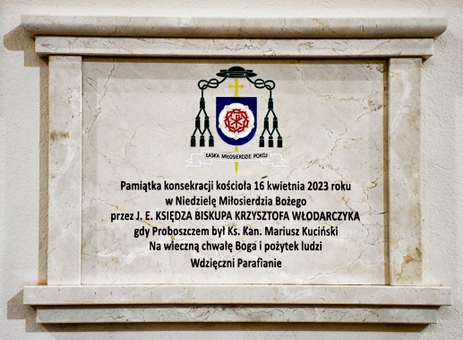 ŁASKA MIŁOSIERDZIE POKÓJ
Pamiątka konsekracji kościoła 16 kwietnia 2023 roku
w Niedzielę Miłosierdzia Bożego
przez J. E. KSIĘDZA BISKUPA KRZYSZTOFA WŁODARCZYKA
gdy Proboszczem był Ks. Kan. Mariusz Kuciński
Na wieczną chwałę Boga i pożytek ludzi
Wdzięczni Parafianie